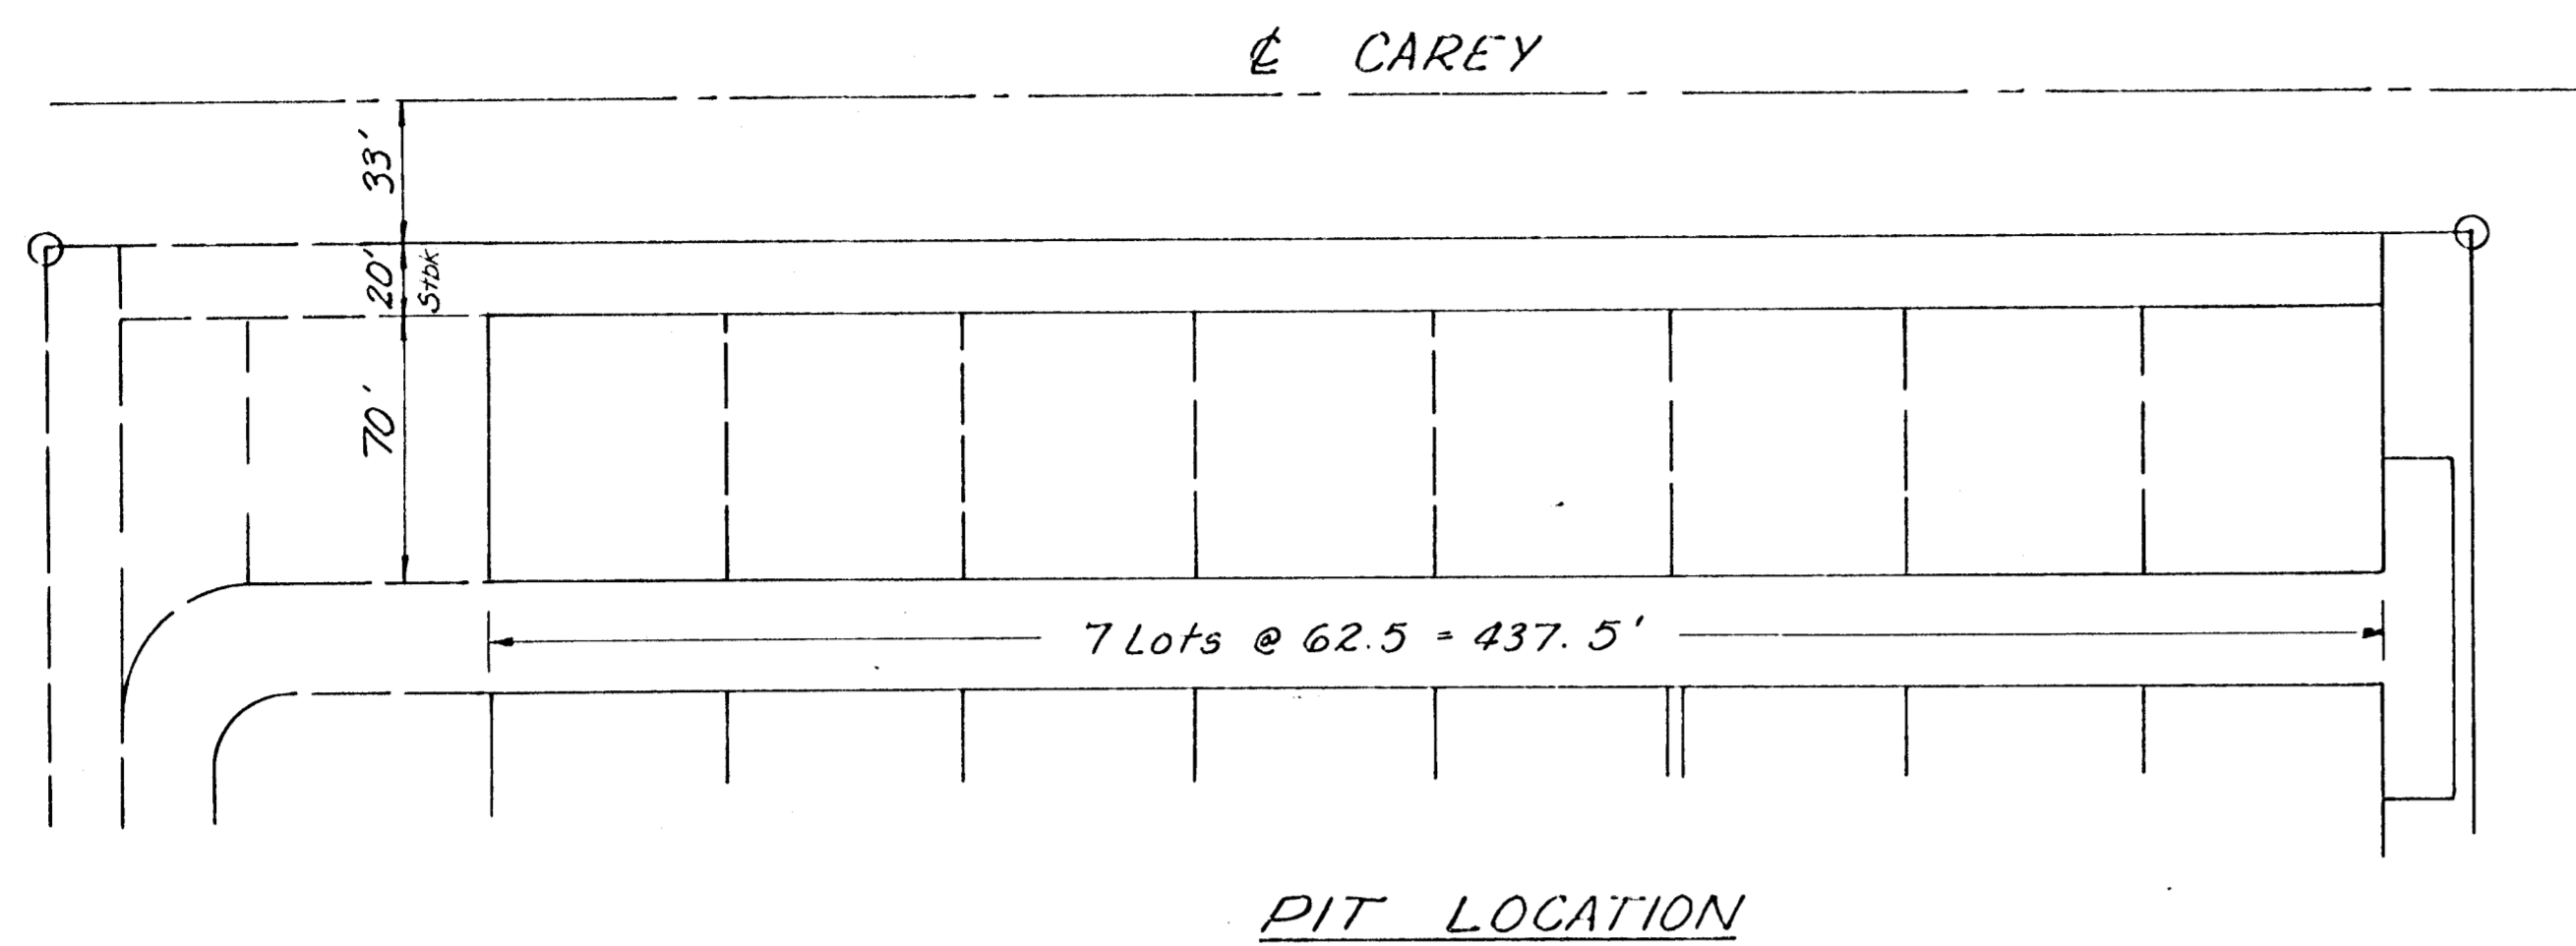 ℄ CAREY
33'
20'
Stbk
70'
7 Lots @ 62.5 = 437.5'
PIT LOCATION